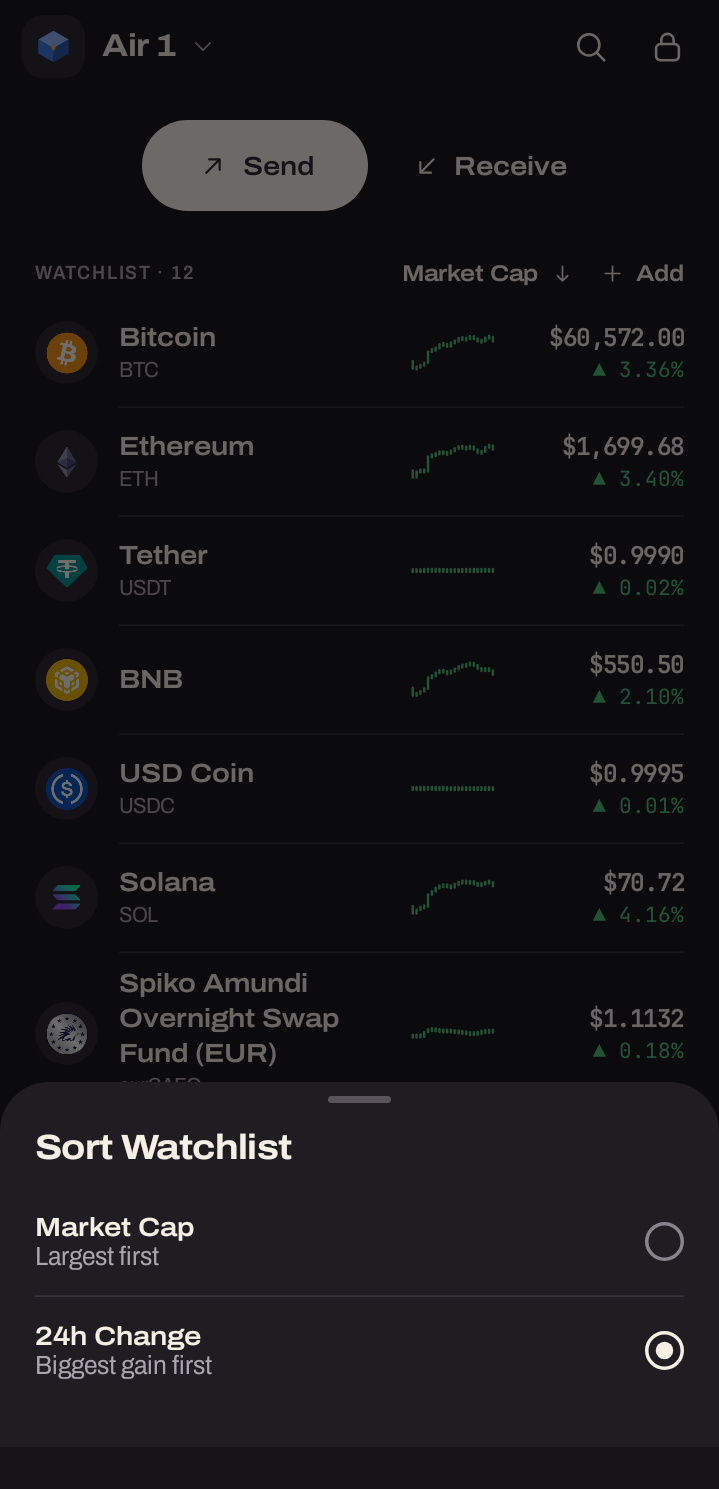 Air 1
Send
Receive
WATCHLIST · 12
Market Cap ↓ + Add
Bitcoin
BTC
$60,572.00
▲ 3.36%
Ethereum
ETH
$1,699.68
▲ 3.40%
Tether
USDT
$0.9990
▲ 0.02%
BNB
$550.50
▲ 2.10%
USD Coin
USDC
$0.9995
▲ 0.01%
Solana
SOL
$70.72
▲ 4.16%
Spiko Amundi
Overnight Swap
Fund (EUR)
$1.1132
▲ 0.18%
Sort Watchlist
Market Cap
Largest first
24h Change
Biggest gain first